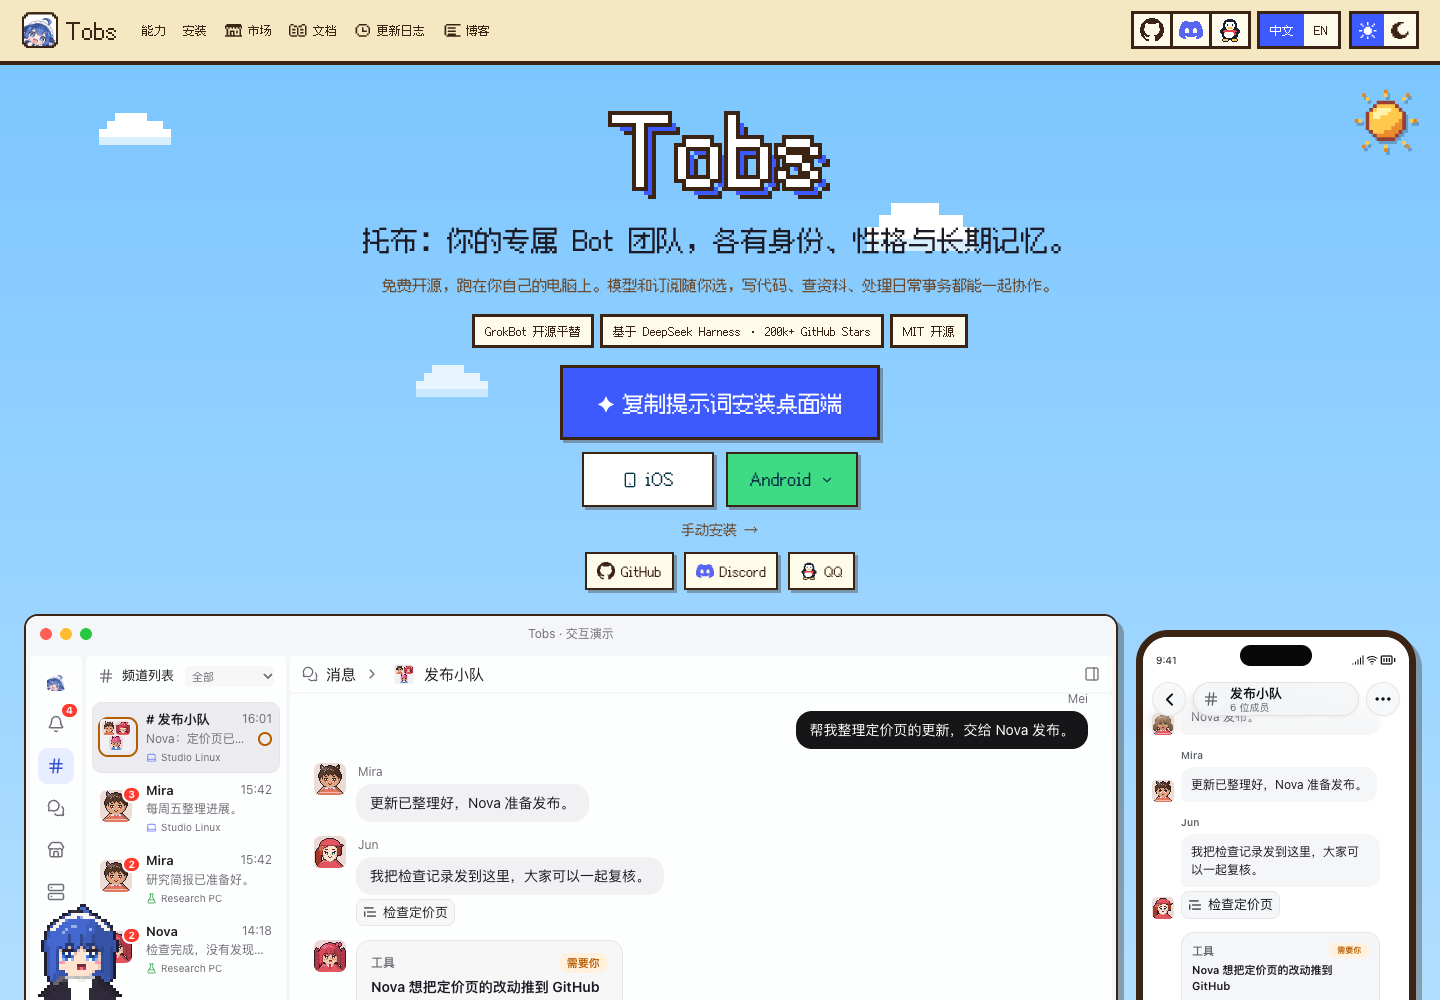 Tobs
能力
安装
市场
文档
更新日志
博客
中文
EN
Tobs
托布：你的专属 Bot 团队，各有身份、性格与长期记忆。
免费开源，跑在你自己的电脑上。模型和订阅随你选，写代码、查资料、处理日常事务都能一起协作。
GrokBot 开源平替
基于 DeepSeek Harness · 200k+ GitHub Stars
MIT 开源
✦ 复制提示词安装桌面端
iOS
Android
手动安装 →
GitHub
Discord
QQ
Tobs · 交互演示
4
频道列表
全部
# 发布小队
16:01
Nova：定价页已...
Studio Linux
3
Mira
15:42
每周五整理进展。
Studio Linux
2
Mira
15:42
研究简报已准备好。
Research PC
2
Nova
14:18
检查完成，没有发现...
Research PC
消息
发布小队
Mei
帮我整理定价页的更新，交给 Nova 发布。
Mira
更新已整理好，Nova 准备发布。
Jun
我把检查记录发到这里，大家可以一起复核。
检查定价页
工具
需要你
Nova 想把定价页的改动推到 GitHub
9:41
发布小队
6 位成员
Nova 发布。
Mira
更新已整理好，Nova 准备发布。
Jun
我把检查记录发到这里，大家可
以一起复核。
检查定价页
工具
需要你
Nova 想把定价页的改动推到
GitHub